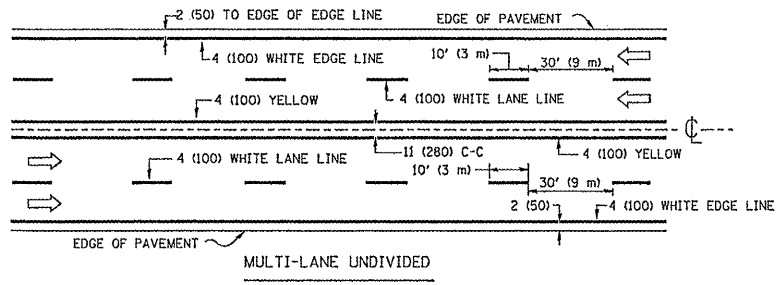 2 (50) TO EDGE OF EDGE LINE
EDGE OF PAVEMENT
4 (100) WHITE EDGE LINE
10' (3 m)
30' (9 m)
4 (100) YELLOW
4 (100) WHITE LANE LINE
CL
4 (100) WHITE LANE LINE
11 (280) C-C
4 (100) YELLOW
10' (3 m)
30' (9 m)
2 (50)
4 (100) WHITE EDGE LINE
EDGE OF PAVEMENT
MULTI-LANE UNDIVIDED